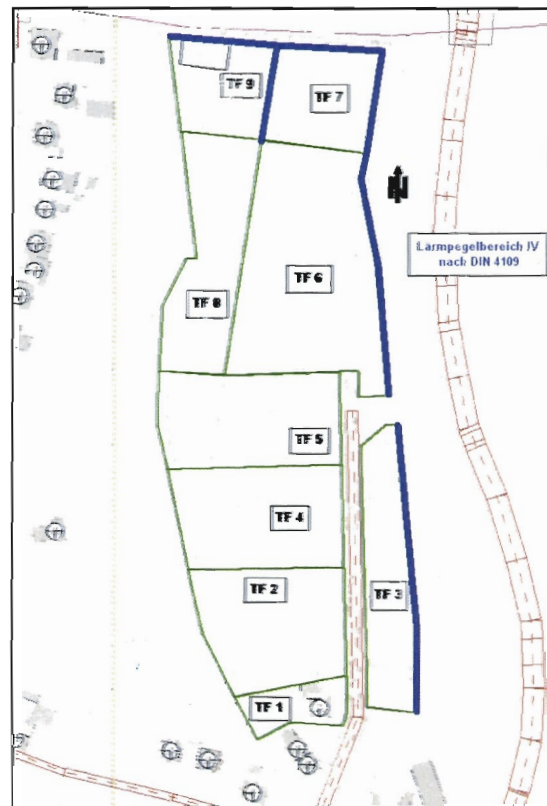 TF 9
TF 7
Lärmpegelbereich IV
nach DIN 4109
TF 6
TF 8
TF 5
TF 4
TF 2
TF 3
TF 1